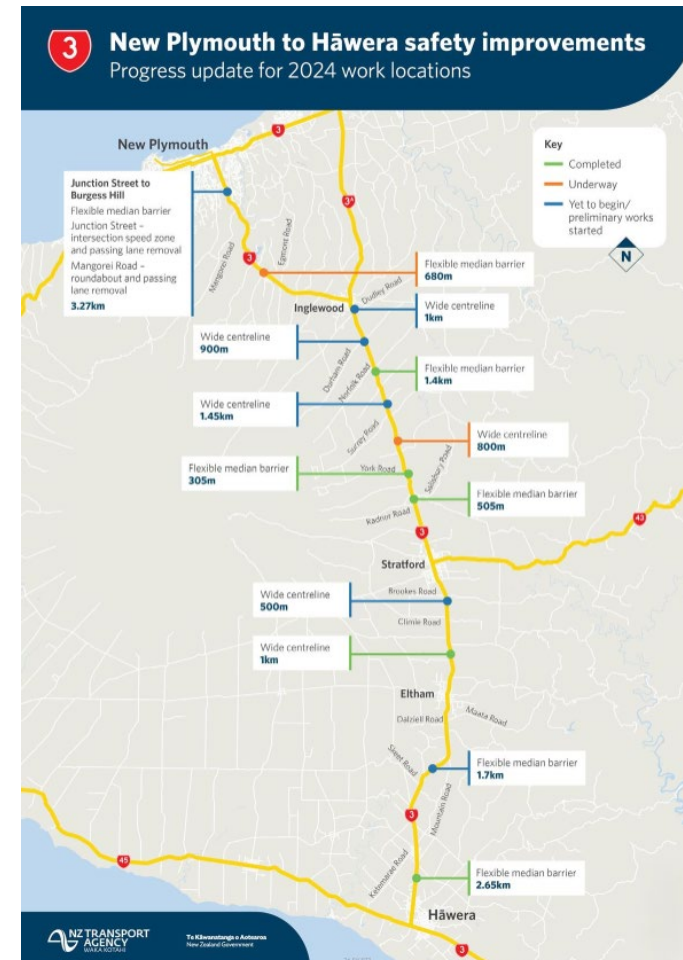 3
New Plymouth to Hāwera safety improvements
Progress update for 2024 work locations
3
New Plymouth
Key
Completed
Underway
Yet to begin/
preliminary works
started
N
Junction Street to
Burgess Hill
Flexible median barrier
Junction Street –
intersection speed zone
and passing lane removal
Mangorei Road –
roundabout and passing
lane removal
3.27km
3A
Mangorei Road
3
Egmont Road
Flexible median barrier
680m
Dudley Road
Inglewood
Wide centreline
1km
Wide centreline
900m
Durham Road
Norfolk Road
Flexible median barrier
1.4km
Wide centreline
1.45km
Surrey Road
Wide centreline
800m
Flexible median barrier
305m
York Road
Salisbury Road
Flexible median barrier
505m
Radnor Road
3
43
Stratford
Wide centreline
500m
Brookes Road
Climie Road
Wide centreline
1km
Eltham
Dalziell Road
Maata Road
Skeet Road
Flexible median barrier
1.7km
Mountain Road
3
45
Ketemarae Road
Flexible median barrier
2.65km
Hāwera
3
NZ TRANSPORT
AGENCY
WAKA KOTAHI
Te Kāwanatanga o Aotearoa
New Zealand Government